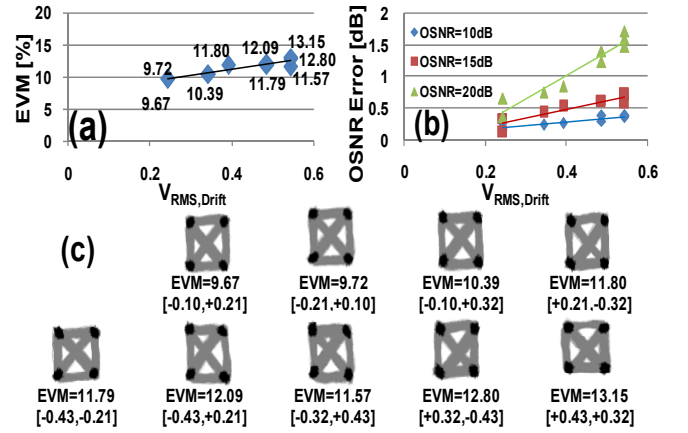 EVM [%]
20
15
10
5
0
0 0.2 0.4 0.6
9.72
9.67
10.39
11.80
12.09
11.79
13.15
12.80
11.57
(a)
V_RMS,Drift
OSNR Error [dB]
2
1.5
1
0.5
0
0 0.2 0.4 0.6
OSNR=10dB
OSNR=15dB
OSNR=20dB
(b)
V_RMS,Drift
(c)
EVM=9.67 EVM=9.72 EVM=10.39 EVM=11.80
[-0.10,+0.21] [-0.21,+0.10] [-0.10,+0.32] [+0.21,-0.32]
EVM=11.79 EVM=12.09 EVM=11.57 EVM=12.80 EVM=13.15
[-0.43,-0.21] [-0.43,+0.21] [-0.32,+0.43] [+0.32,-0.43] [+0.43,+0.32]